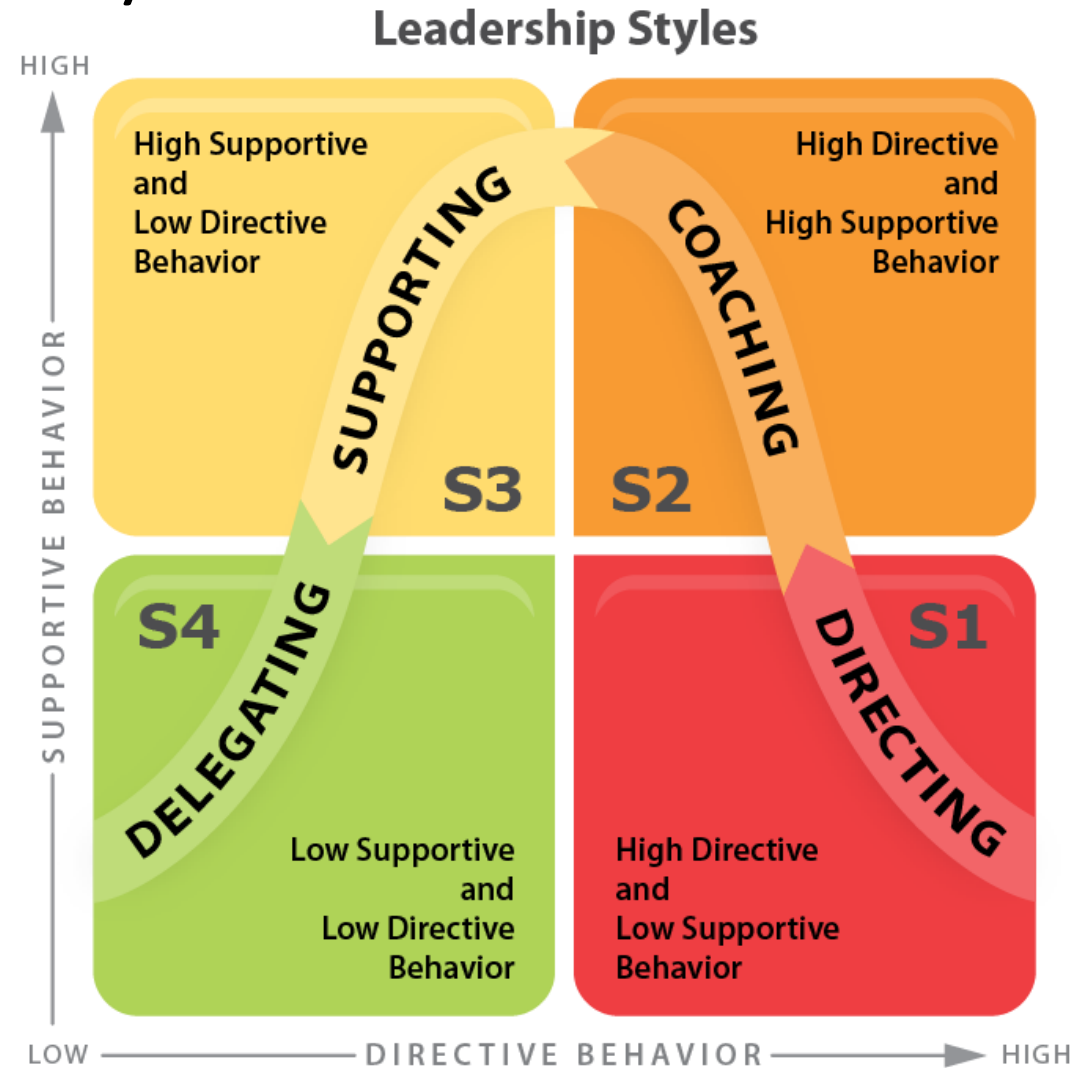 Leadership Styles
HIGH
High Supportive
and
Low Directive
Behavior
SUPPORTING
S3
High Directive
and
High Supportive
Behavior
COACHING
S2
SUPPORTIVE BEHAVIOR
S4
DELEGATING
Low Supportive
and
Low Directive
Behavior
S1
DIRECTING
High Directive
and
Low Supportive
Behavior
LOW
DIRECTIVE BEHAVIOR
HIGH